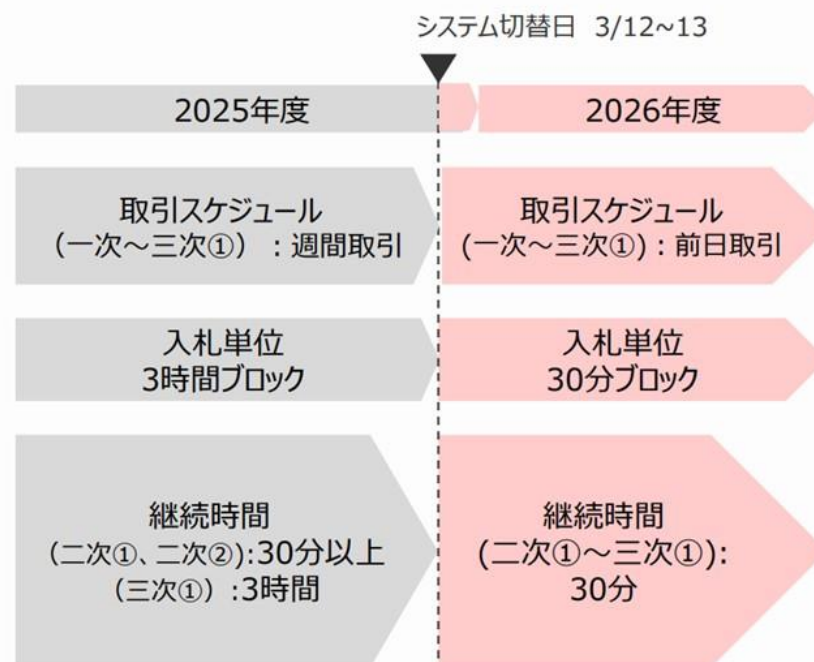 システム切替日 3/12~13
2025年度
2026年度
取引スケジュール
（一次～三次①）：週間取引
取引スケジュール
(一次～三次①)：前日取引
入札単位
3時間ブロック
入札単位
30分ブロック
継続時間
(二次①、二次②):30分以上
（三次①）:3時間
継続時間
(二次①～三次①):
30分